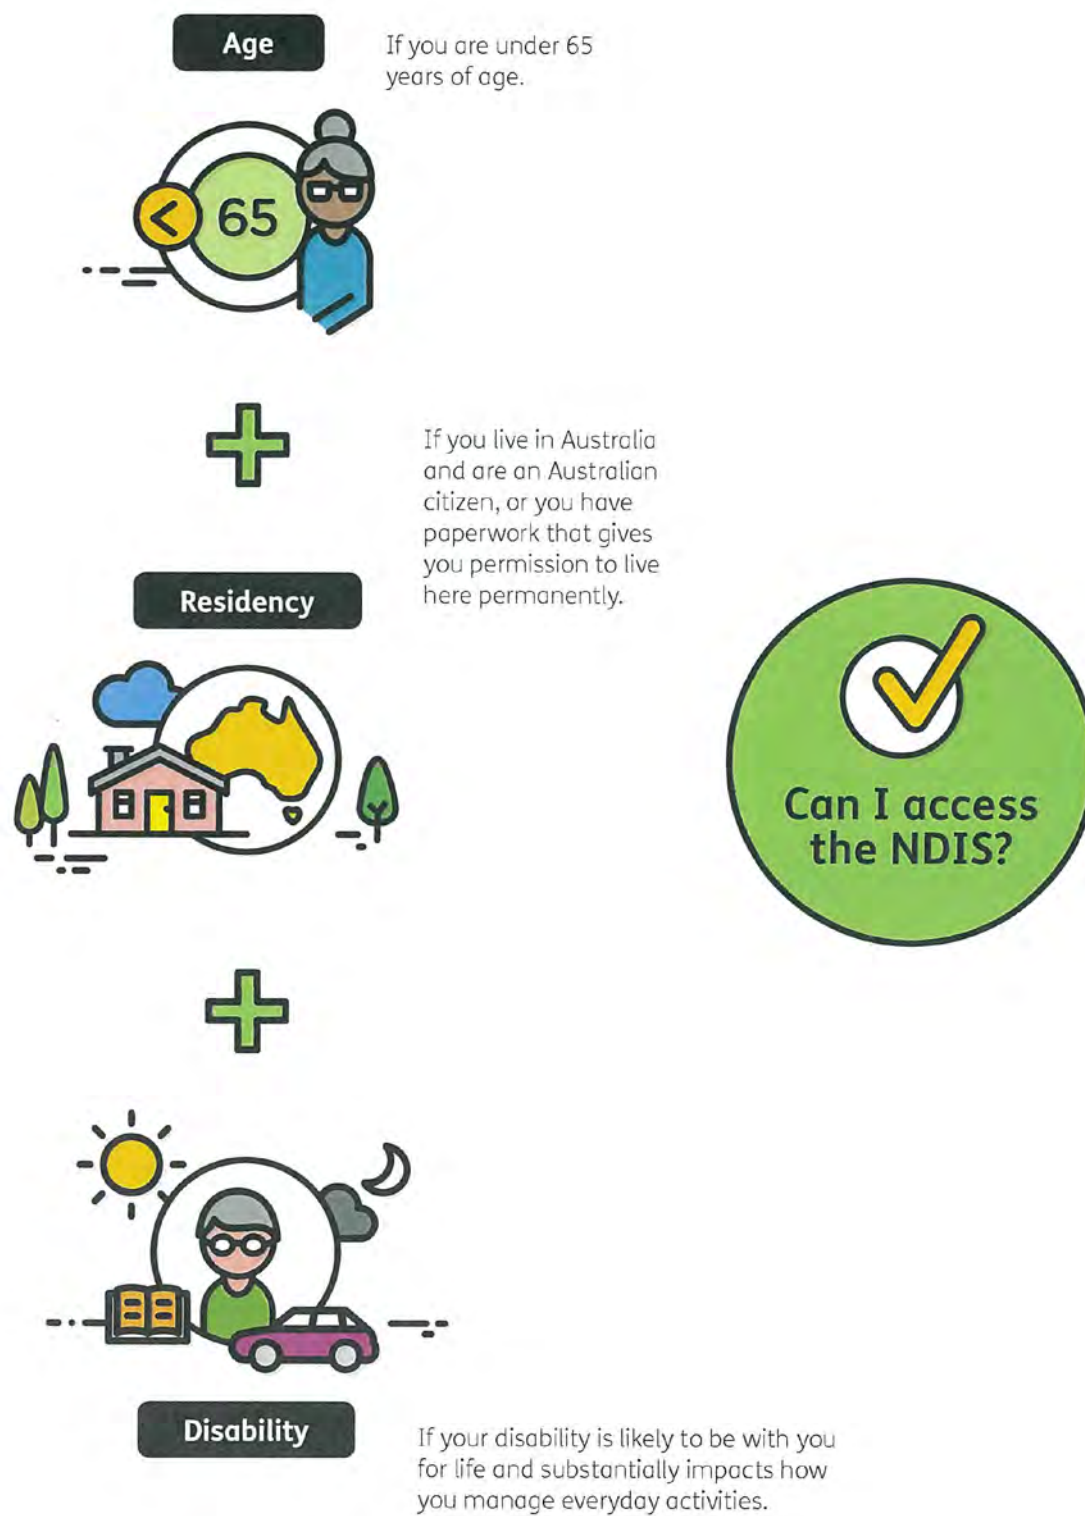 Age
If you are under 65
years of age.
< 65
If you live in Australia
and are an Australian
citizen, or you have
paperwork that gives
you permission to live
here permanently.
Residency
Can I access
the NDIS?
Disability
If your disability is likely to be with you
for life and substantially impacts how
you manage everyday activities.